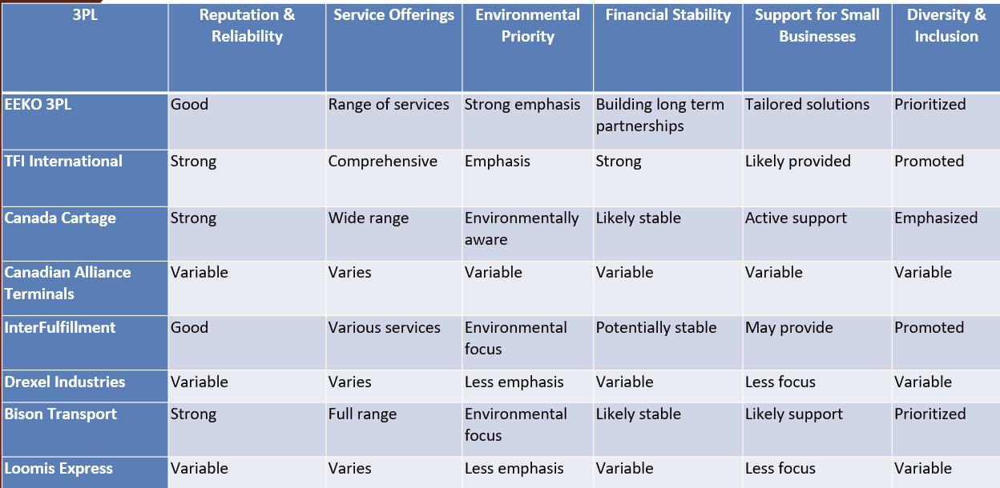 3PL
Reputation &
Reliability
Service Offerings
Environmental
Priority
Financial Stability
Support for Small
Businesses
Diversity &
Inclusion
EEKO 3PL
Good
Range of services
Strong emphasis
Building long term
partnerships
Tailored solutions
Prioritized
TFI International
Strong
Comprehensive
Emphasis
Strong
Likely provided
Promoted
Canada Cartage
Strong
Wide range
Environmentally
aware
Likely stable
Active support
Emphasized
Canadian Alliance
Terminals
Variable
Varies
Variable
Variable
Variable
Variable
InterFulfillment
Good
Various services
Environmental
focus
Potentially stable
May provide
Promoted
Drexel Industries
Variable
Varies
Less emphasis
Variable
Less focus
Variable
Bison Transport
Strong
Full range
Environmental
focus
Likely stable
Likely support
Prioritized
Loomis Express
Variable
Varies
Less emphasis
Variable
Less focus
Variable